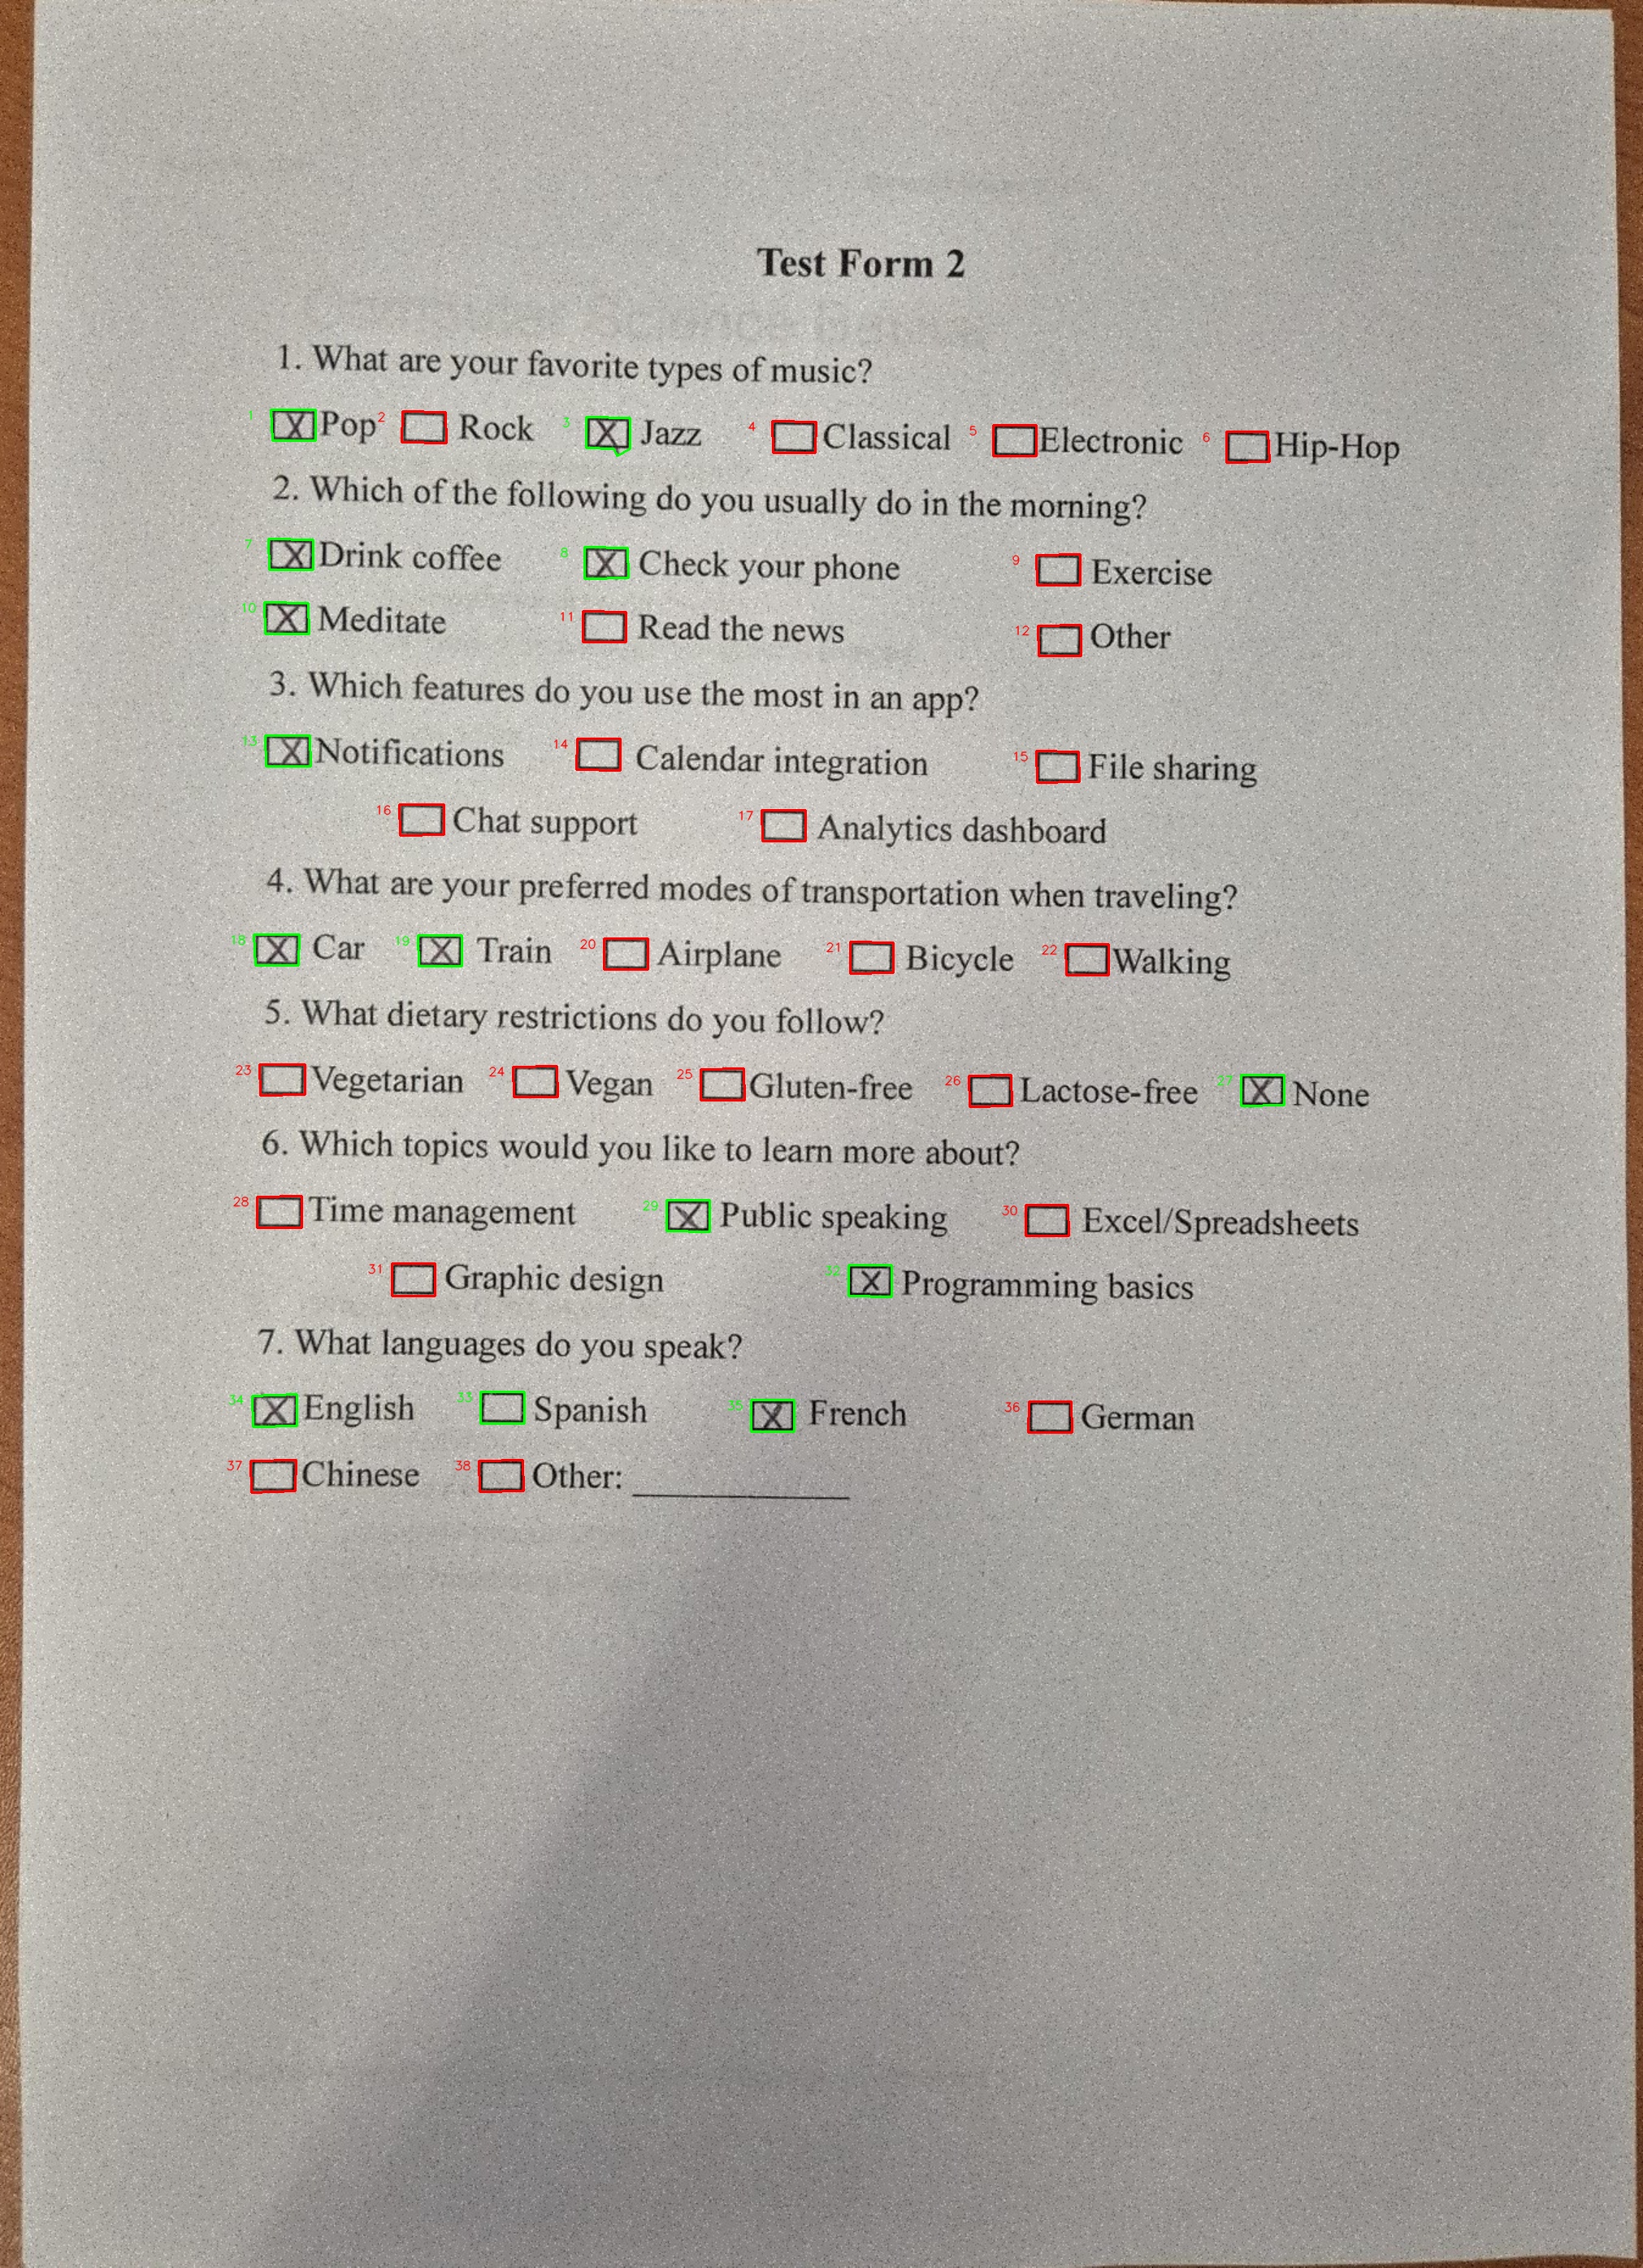 Test Form 2
1. What are your favorite types of music?
1 X Pop 2 Rock 3 X Jazz 4 Classical 5 Electronic 6 Hip-Hop
2. Which of the following do you usually do in the morning?
7 X Drink coffee 8 X Check your phone 9 Exercise
10 X Meditate 11 Read the news 12 Other
3. Which features do you use the most in an app?
13 X Notifications 14 Calendar integration 15 File sharing
16 Chat support 17 Analytics dashboard
4. What are your preferred modes of transportation when traveling?
18 X Car 19 X Train 20 Airplane 21 Bicycle 22 Walking
5. What dietary restrictions do you follow?
23 Vegetarian 24 Vegan 25 Gluten-free 26 Lactose-free 27 X None
6. Which topics would you like to learn more about?
28 Time management 29 X Public speaking 30 Excel/Spreadsheets
31 Graphic design 32 X Programming basics
7. What languages do you speak?
34 X English 33 Spanish 35 X French 36 German
37 Chinese 38 Other: ____________